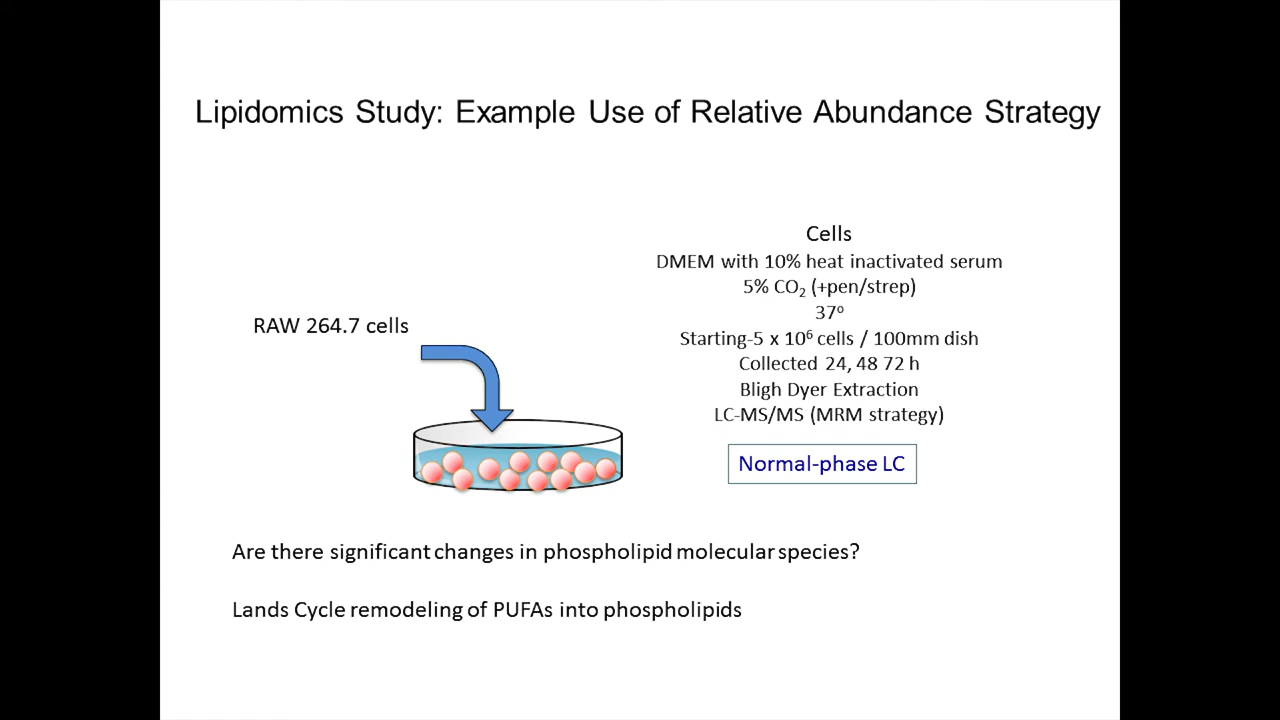 Lipidomics Study: Example Use of Relative Abundance Strategy
RAW 264.7 cells
Cells
DMEM with 10% heat inactivated serum
5% CO₂ (+pen/strep)
37º
Starting-5 x 10⁶ cells / 100mm dish
Collected 24, 48 72 h
Bligh Dyer Extraction
LC-MS/MS (MRM strategy)
Normal-phase LC
Are there significant changes in phospholipid molecular species?
Lands Cycle remodeling of PUFAs into phospholipids